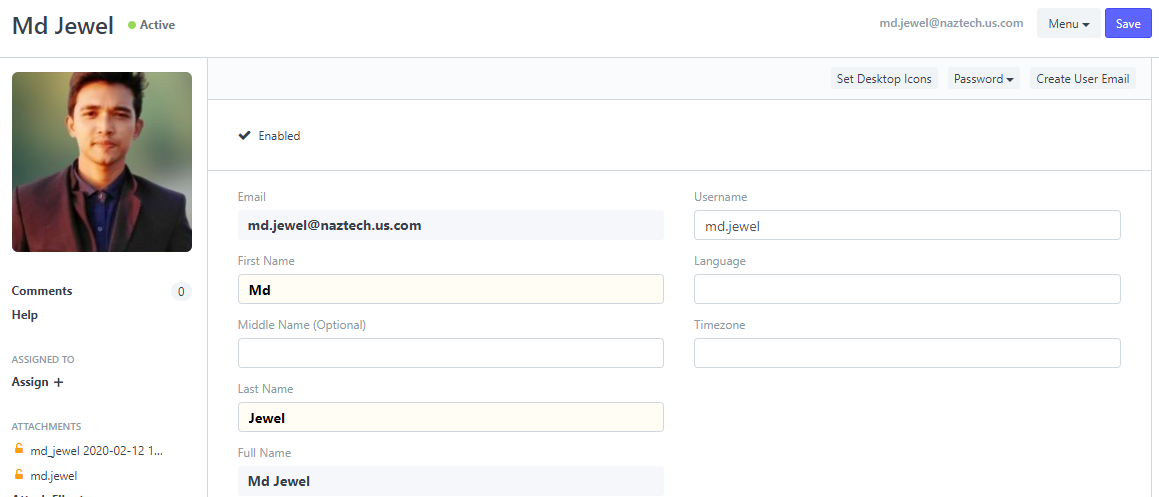 Md Jewel Active md.jewel@naztech.us.com Menu Save
Set Desktop Icons Password Create User Email
Enabled
Email Username
md.jewel@naztech.us.com md.jewel
First Name Language
Md
Middle Name (Optional) Timezone
Last Name
Jewel
Full Name
Md Jewel
Comments 0
Help
ASSIGNED TO
Assign +
ATTACHMENTS
md_jewel 2020-02-12 1...
md.jewel